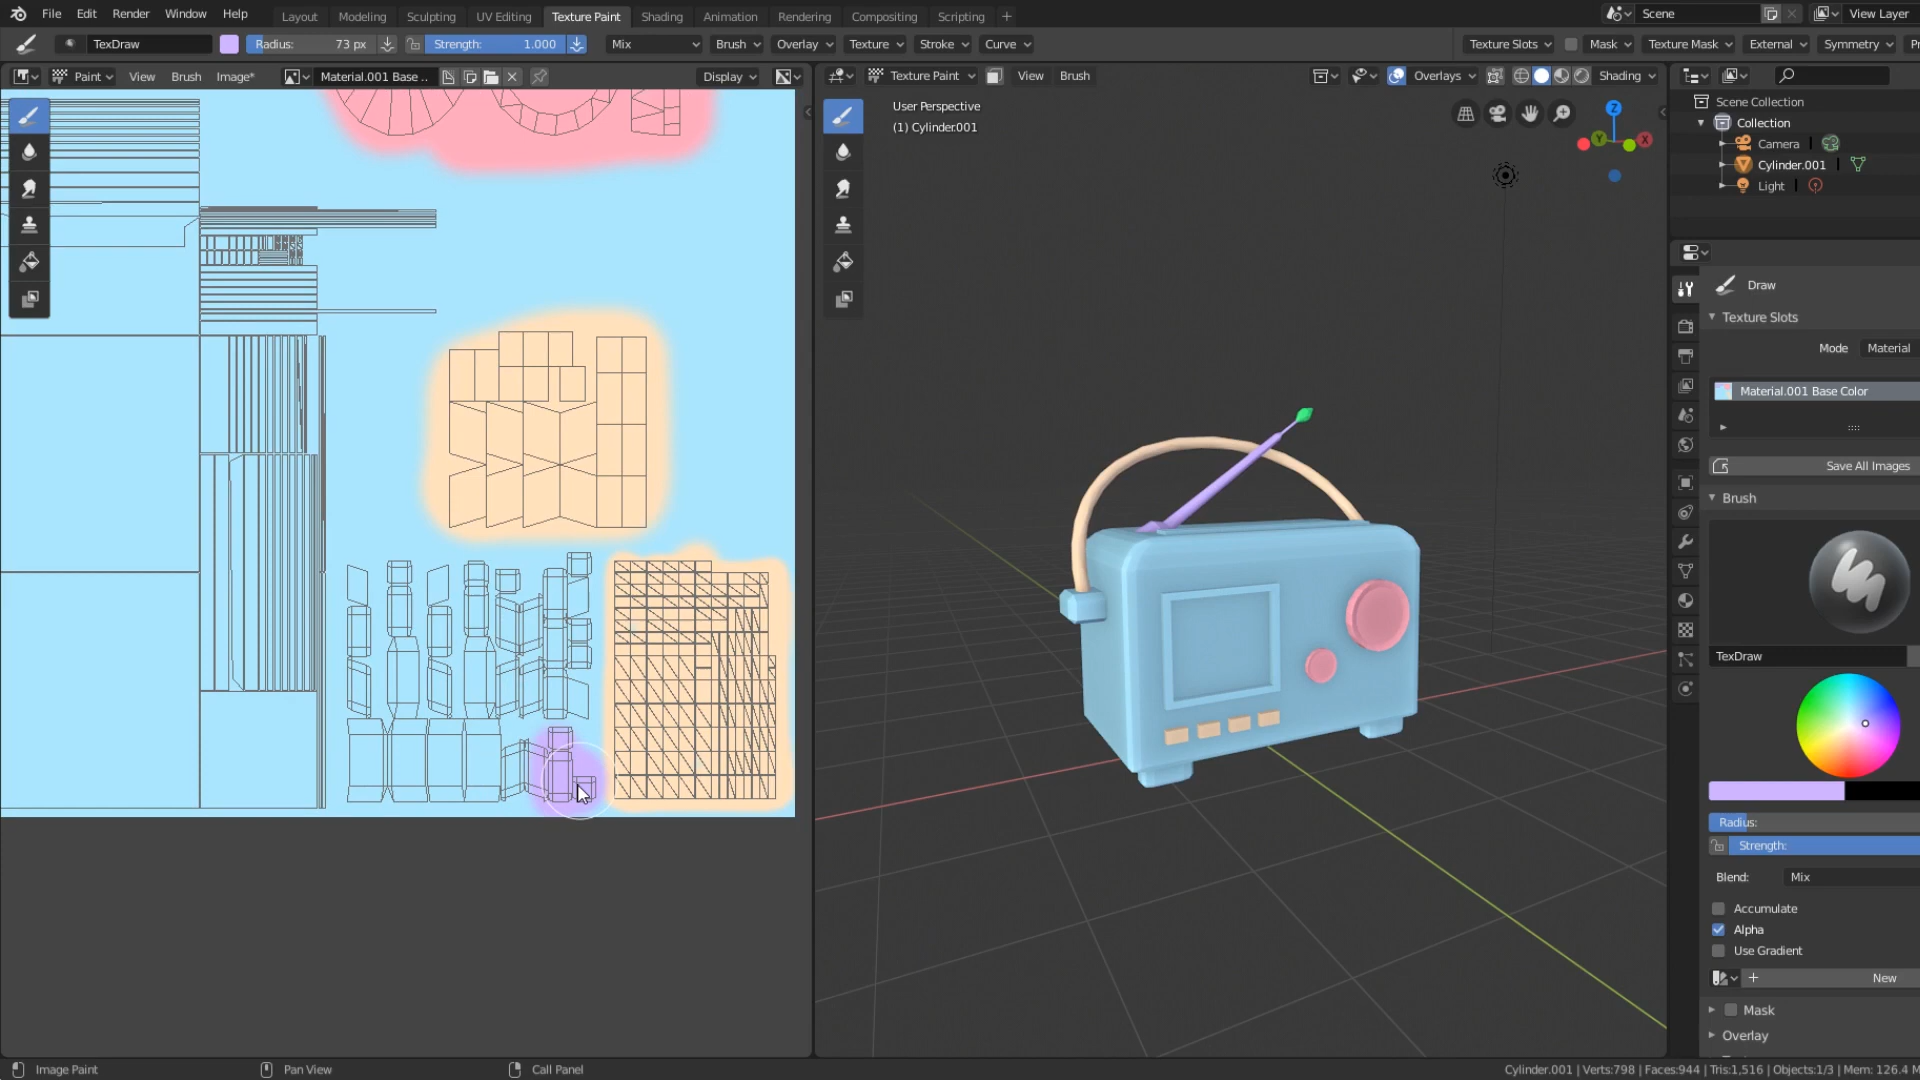 File Edit Render Window Help Layout Modeling Sculpting UV Editing Texture Paint Shading Animation Rendering Compositing Scripting + Scene View Layer
TexDraw Radius: 73 px Strength: 1.000 Mix Brush Overlay Texture Stroke Curve Texture Slots Mask Texture Mask External Symmetry
Paint View Brush Image* Material.001 Base .. Display Texture Paint View Brush Overlays Shading
User Perspective
(1) Cylinder.001
Z
Y
X
Scene Collection
Collection
Camera
Cylinder.001
Light
Draw
Texture Slots
Mode Material
Material.001 Base Color
Save All Images
Brush
TexDraw
Radius:
Strength:
Blend: Mix
Accumulate
Alpha
Use Gradient
+ New
Mask
Overlay
Image Paint Pan View Call Panel Cylinder.001 | Verts:798 | Faces:944 | Tris:1,516 | Objects:1/3 | Mem: 126.4 M